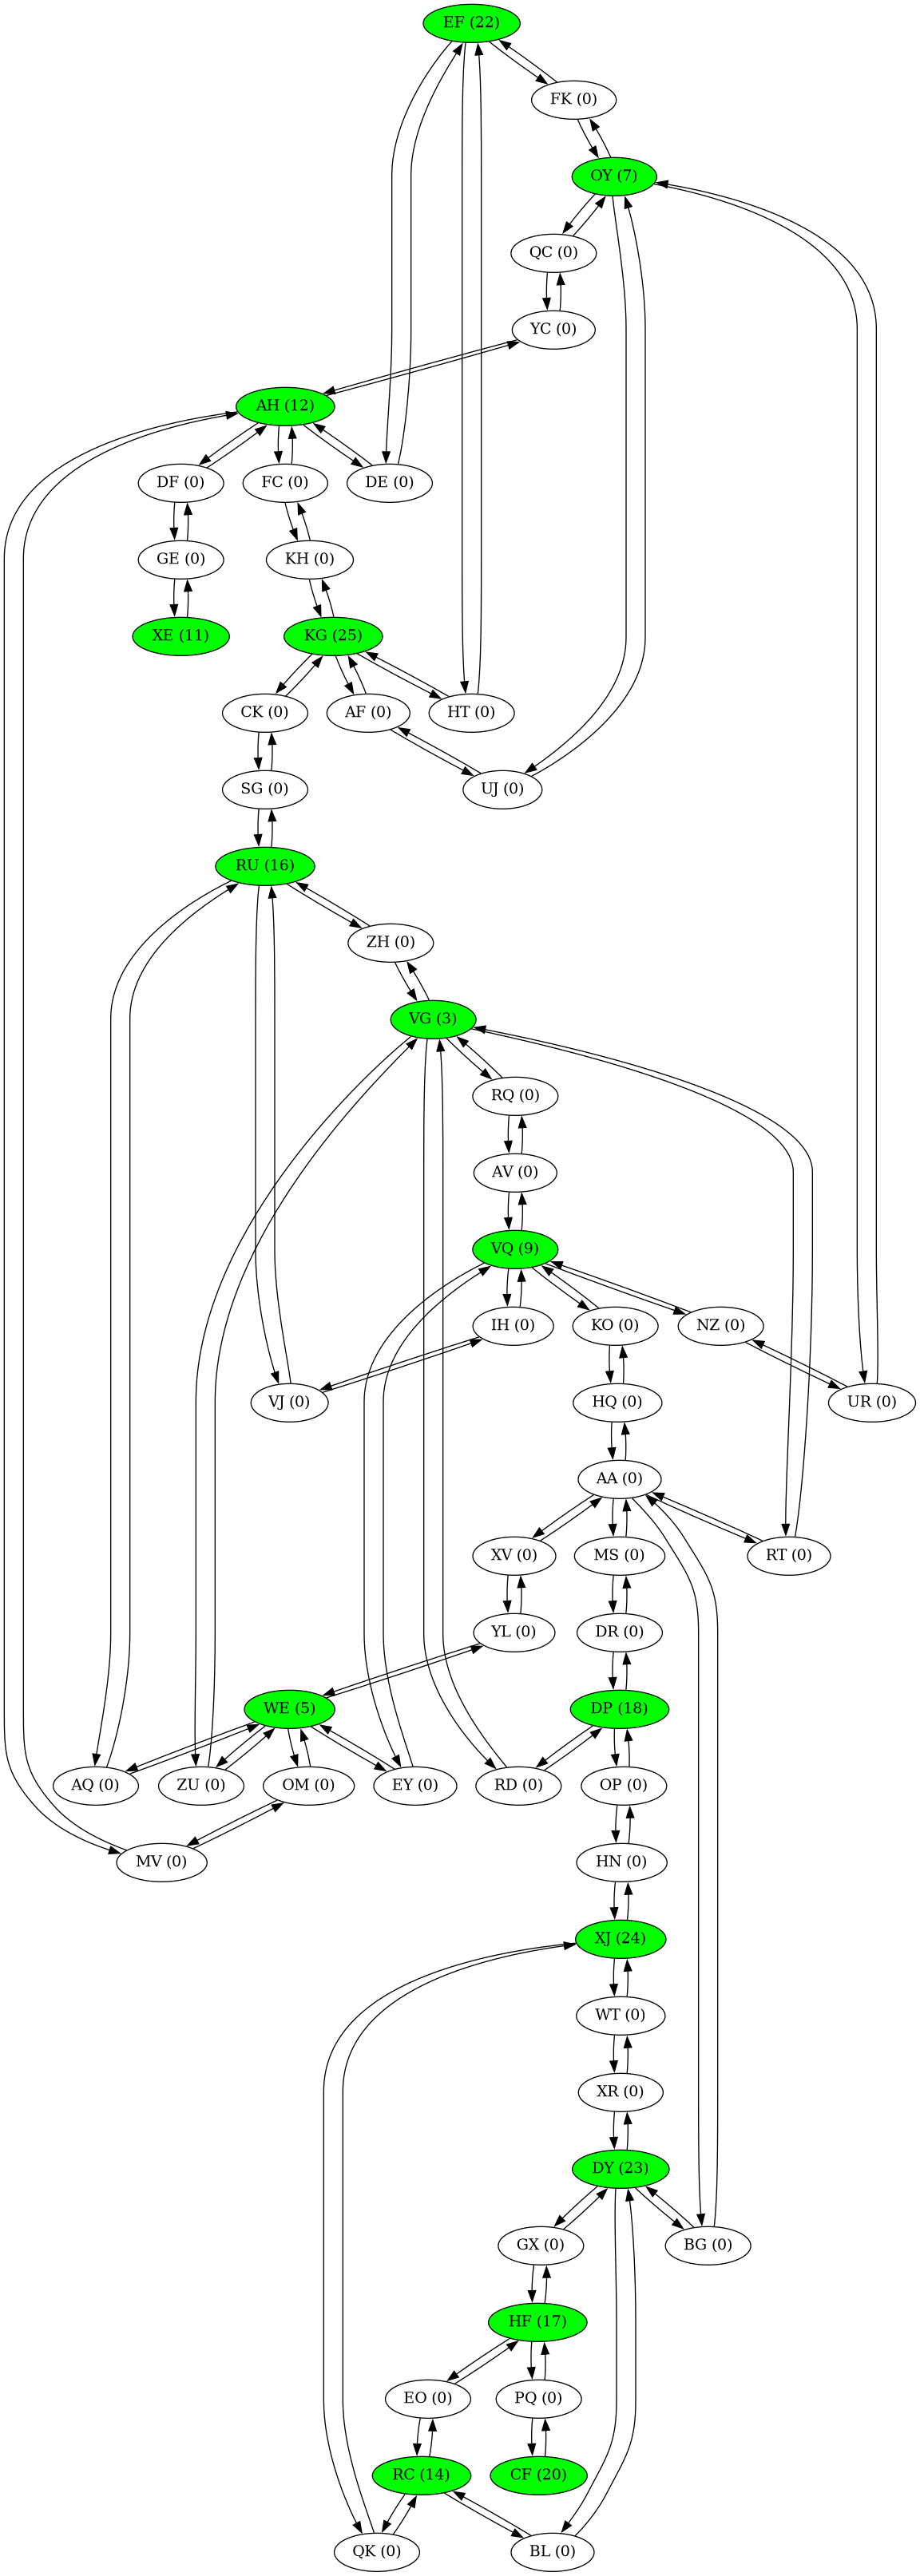 EF (22)
FK (0)
OY (7)
QC (0)
YC (0)
AH (12)
DF (0)
FC (0)
DE (0)
GE (0)
KH (0)
XE (11)
KG (25)
CK (0)
AF (0)
HT (0)
SG (0)
UJ (0)
RU (16)
ZH (0)
VG (3)
RQ (0)
AV (0)
VQ (9)
IH (0)
KO (0)
NZ (0)
VJ (0)
HQ (0)
UR (0)
AA (0)
XV (0)
MS (0)
RT (0)
YL (0)
DR (0)
WE (5)
DP (18)
AQ (0)
ZU (0)
OM (0)
EY (0)
RD (0)
OP (0)
MV (0)
HN (0)
XJ (24)
WT (0)
XR (0)
DY (23)
GX (0)
BG (0)
HF (17)
EO (0)
PQ (0)
RC (14)
CF (20)
QK (0)
BL (0)